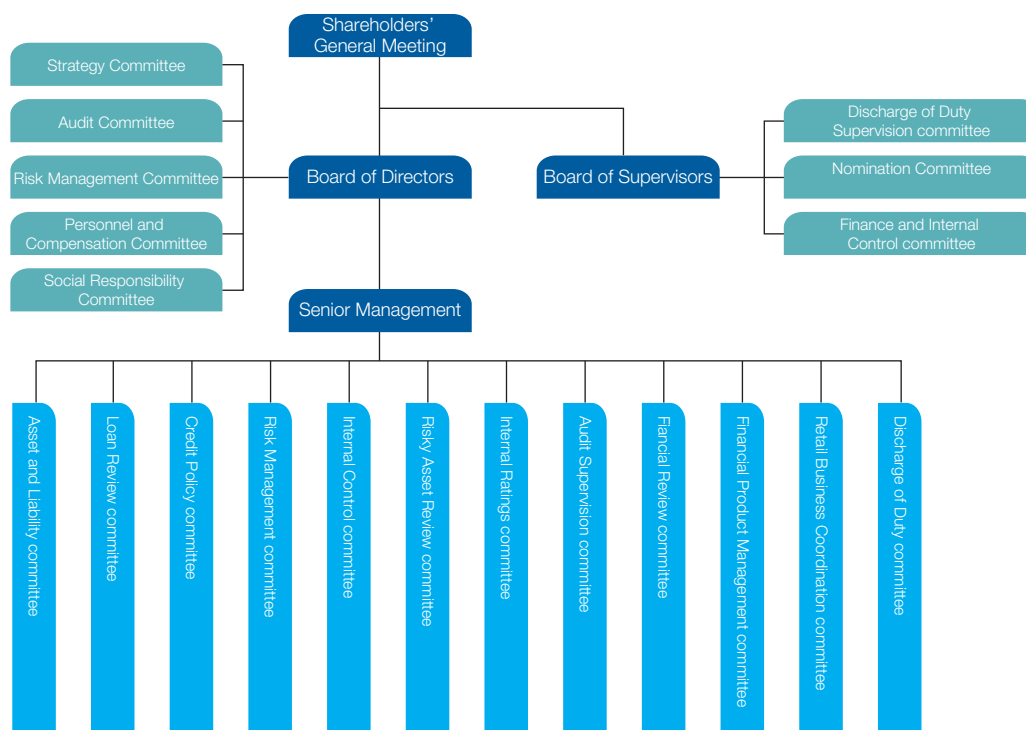 Shareholders'
General Meeting
Strategy Committee
Audit Committee
Risk Management Committee
Personnel and
Compensation Committee
Social Responsibility
Committee
Board of Directors
Board of Supervisors
Discharge of Duty
Supervision committee
Nomination Committee
Finance and Internal
Control committee
Senior Management
Asset and Liability committee
Loan Review committee
Credit Policy committee
Risk Management committee
Internal Control committee
Risky Asset Review committee
Internal Ratings committee
Audit Supervision committee
Fiancial Review committee
Financial Product Management committee
Retail Business Coordination committee
Discharge of Duty committee